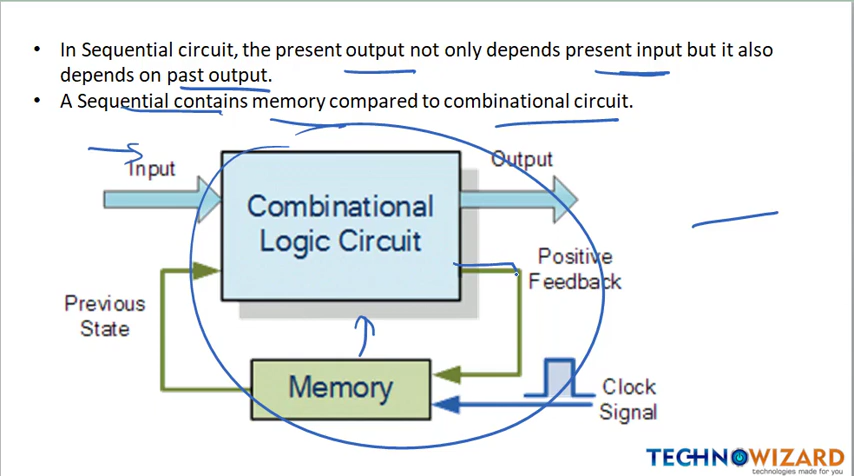 • In Sequential circuit, the present output not only depends present input but it also
depends on past output.
• A Sequential contains memory compared to combinational circuit.
Input
Output
Combinational
Logic Circuit
Positive
Feedback
Previous
State
Memory
Clock
Signal
TECHNOWIZARD
technologies made for you